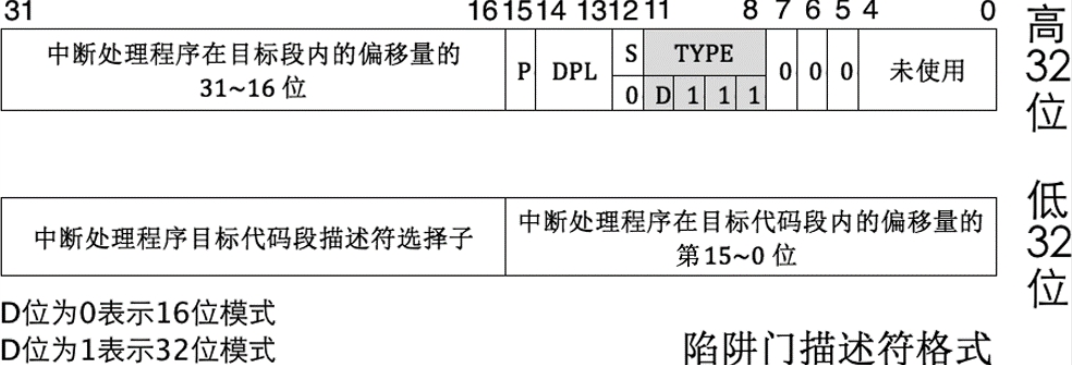 31 16 15 14 13 12 11 8 7 6 5 4 0
中断处理程序在目标段内的偏移量的
31~16 位
P DPL S TYPE 0 0 0 未使用
0 D 1 1 1
高
32
位
中断处理程序目标代码段描述符选择子
中断处理程序在目标代码段内的偏移量的
第15~0 位
低
32
位
D位为0表示16位模式
D位为1表示32位模式
陷阱门描述符格式